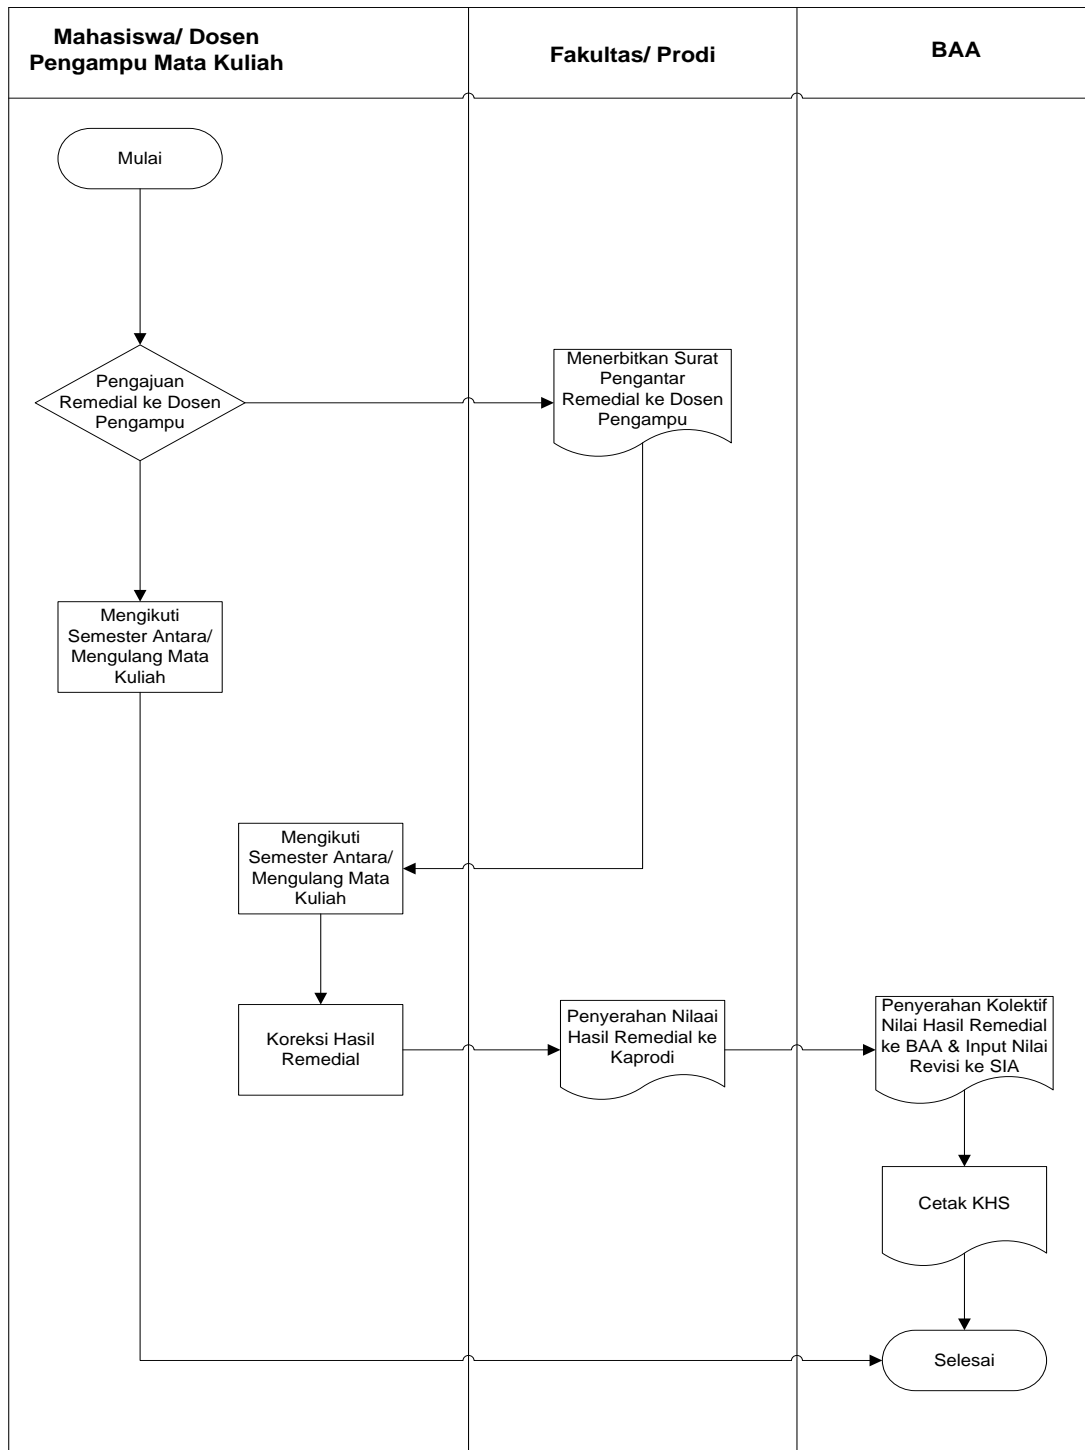 Mahasiswa/ Dosen
Pengampu Mata Kuliah
Fakultas/ Prodi
BAA
Mulai
Pengajuan
Remedial ke Dosen
Pengampu
Menerbitkan Surat
Pengantar
Remedial ke Dosen
Pengampu
Mengikuti
Semester Antara/
Mengulang Mata
Kuliah
Mengikuti
Semester Antara/
Mengulang Mata
Kuliah
Koreksi Hasil
Remedial
Penyerahan Nilaai
Hasil Remedial ke
Kaprodi
Penyerahan Kolektif
Nilai Hasil Remedial
ke BAA & Input Nilai
Revisi ke SIA
Cetak KHS
Selesai